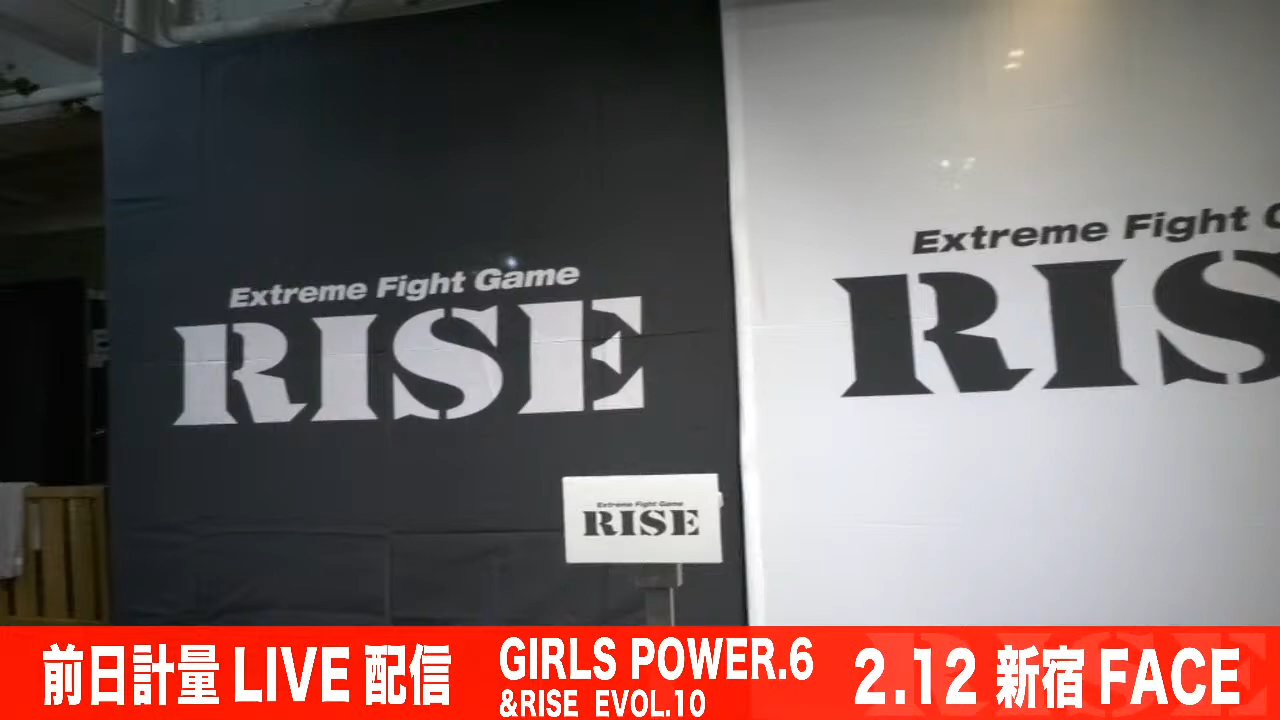 Extreme Fight Game
RISE
Extreme Fight
RIS
Extreme Fight Game
RISE
前日計量 LIVE 配信
GIRLS POWER.6
&RISE EVOL.10
2.12 新宿 FACE
RISE